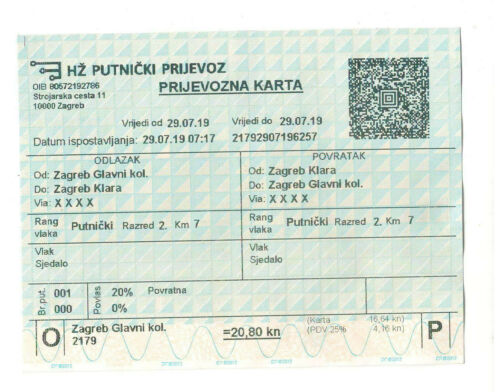 HŽ PUTNIČKI PRIJEVOZ
OIB 80572192786
Strojarska cesta 11
10000 Zagreb
PRIJEVOZNA KARTA
Vrijedi od 29.07.19 Vrijedi do 29.07.19
Datum ispostavljanja: 29.07.19 07:17 21792907196257
ODLAZAK POVRATAK
Od: Zagreb Glavni kol. Od: Zagreb Klara
Do: Zagreb Klara Do: Zagreb Glavni kol.
Via: X X X X Via: X X X X
Rang vlaka Putnički Razred 2. Km 7 Rang vlaka Putnički Razred 2. Km 7
Vlak Vlak
Sjedalo Sjedalo
Br.put. 001 Povlas 20% Povratna
000 0%
O Zagreb Glavni kol. =20,80 kn (Karta 16,64 kn) P
2179 (PDV 25% 4,16 kn)